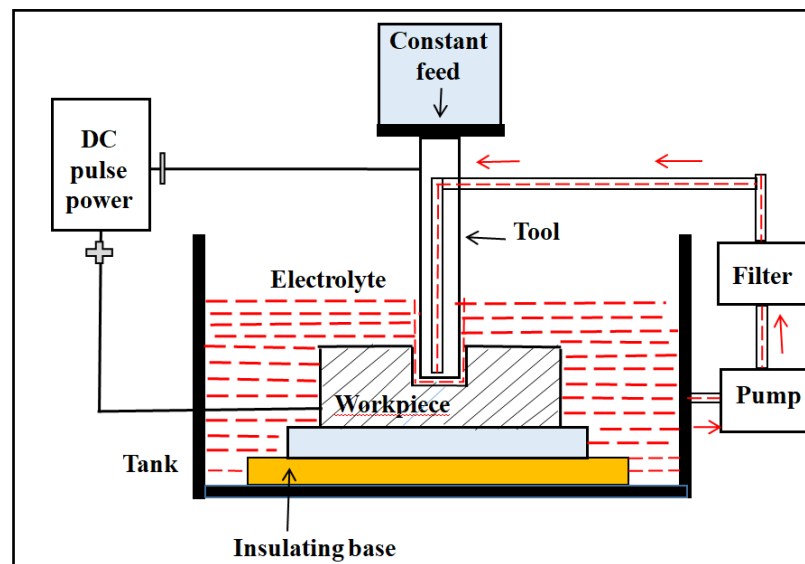 Constant
feed
DC
pulse
power
Tool
Electrolyte
Filter
Workpiece
Pump
Tank
Insulating base